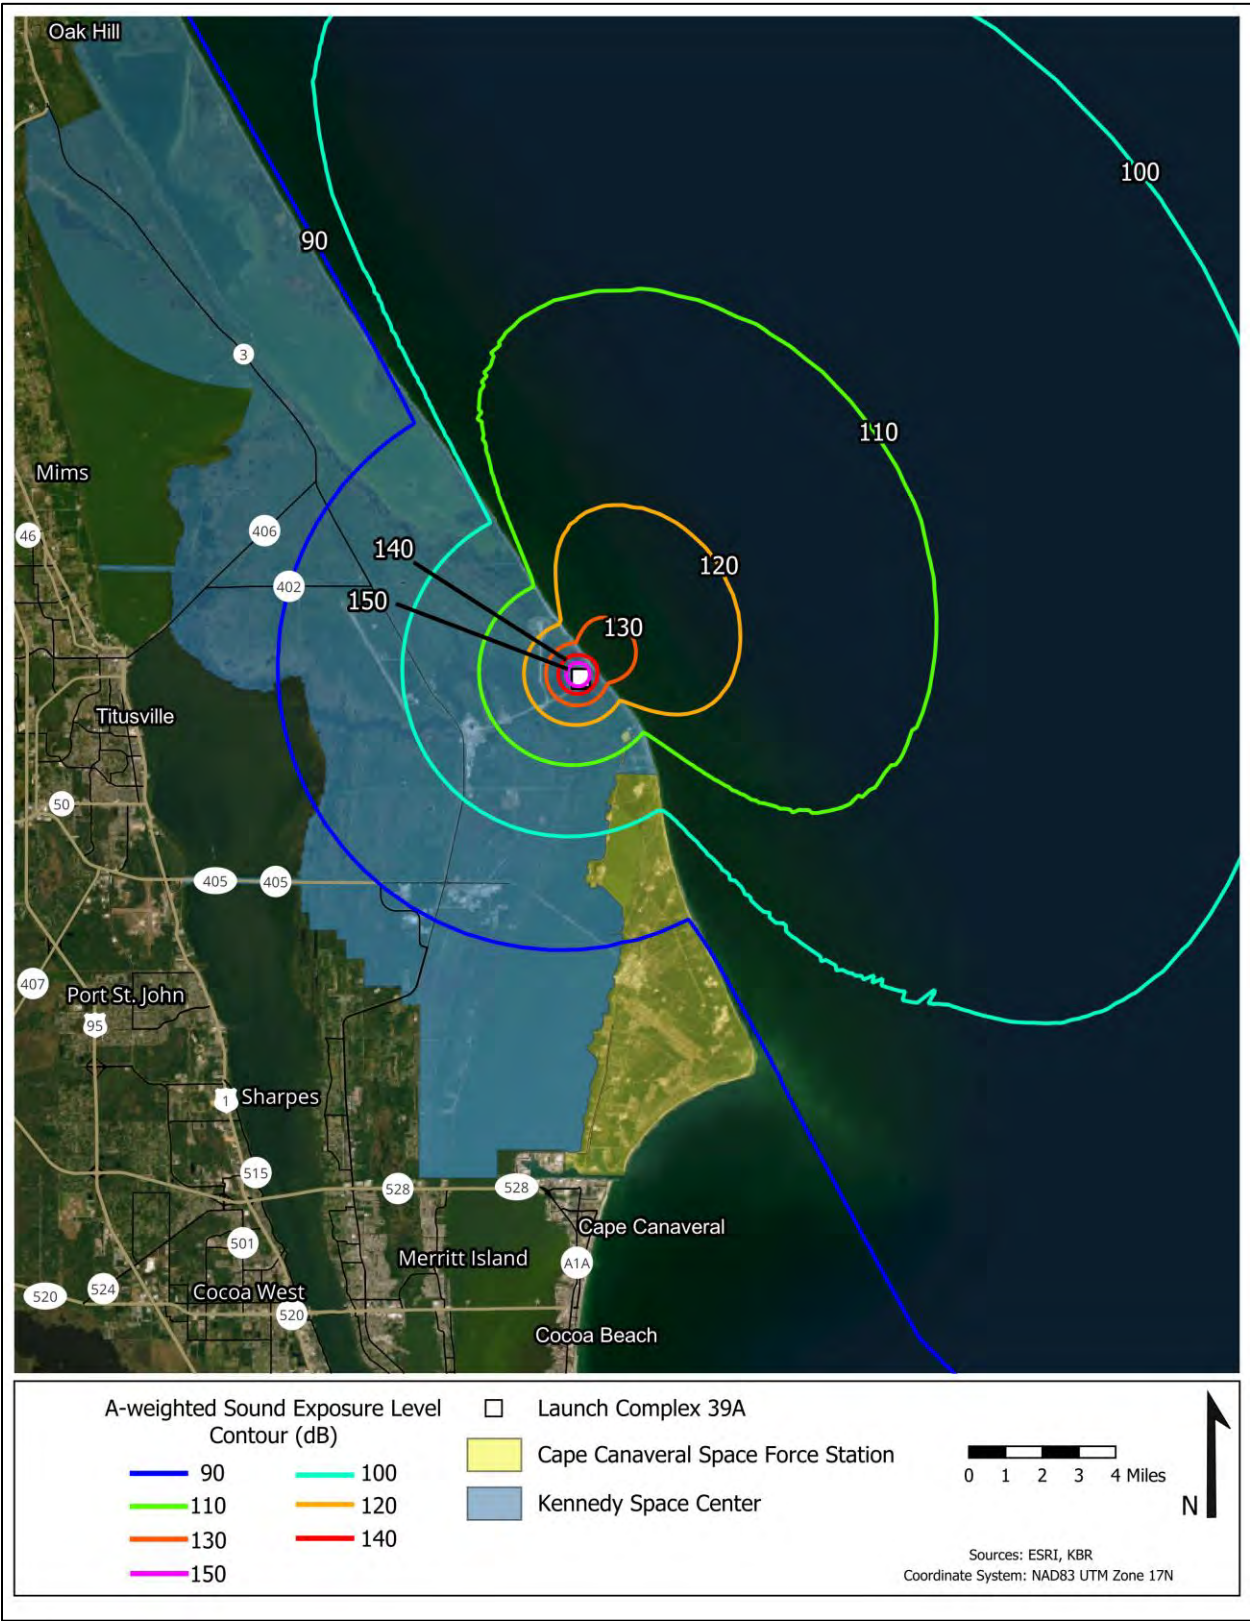 Oak Hill
100
90
3
110
Mims
46
406
140
120
402
150
130
Titusville
50
405
405
407
Port St. John
95
1
Sharpes
515
528
528
501
Cape Canaveral
Merritt Island
A1A
524
520
Cocoa West
520
Cocoa Beach
A-weighted Sound Exposure Level
Contour (dB)
90
100
110
120
130
140
150
Launch Complex 39A
Cape Canaveral Space Force Station
Kennedy Space Center
0 1 2 3 4 Miles
N
Sources: ESRI, KBR
Coordinate System: NAD83 UTM Zone 17N